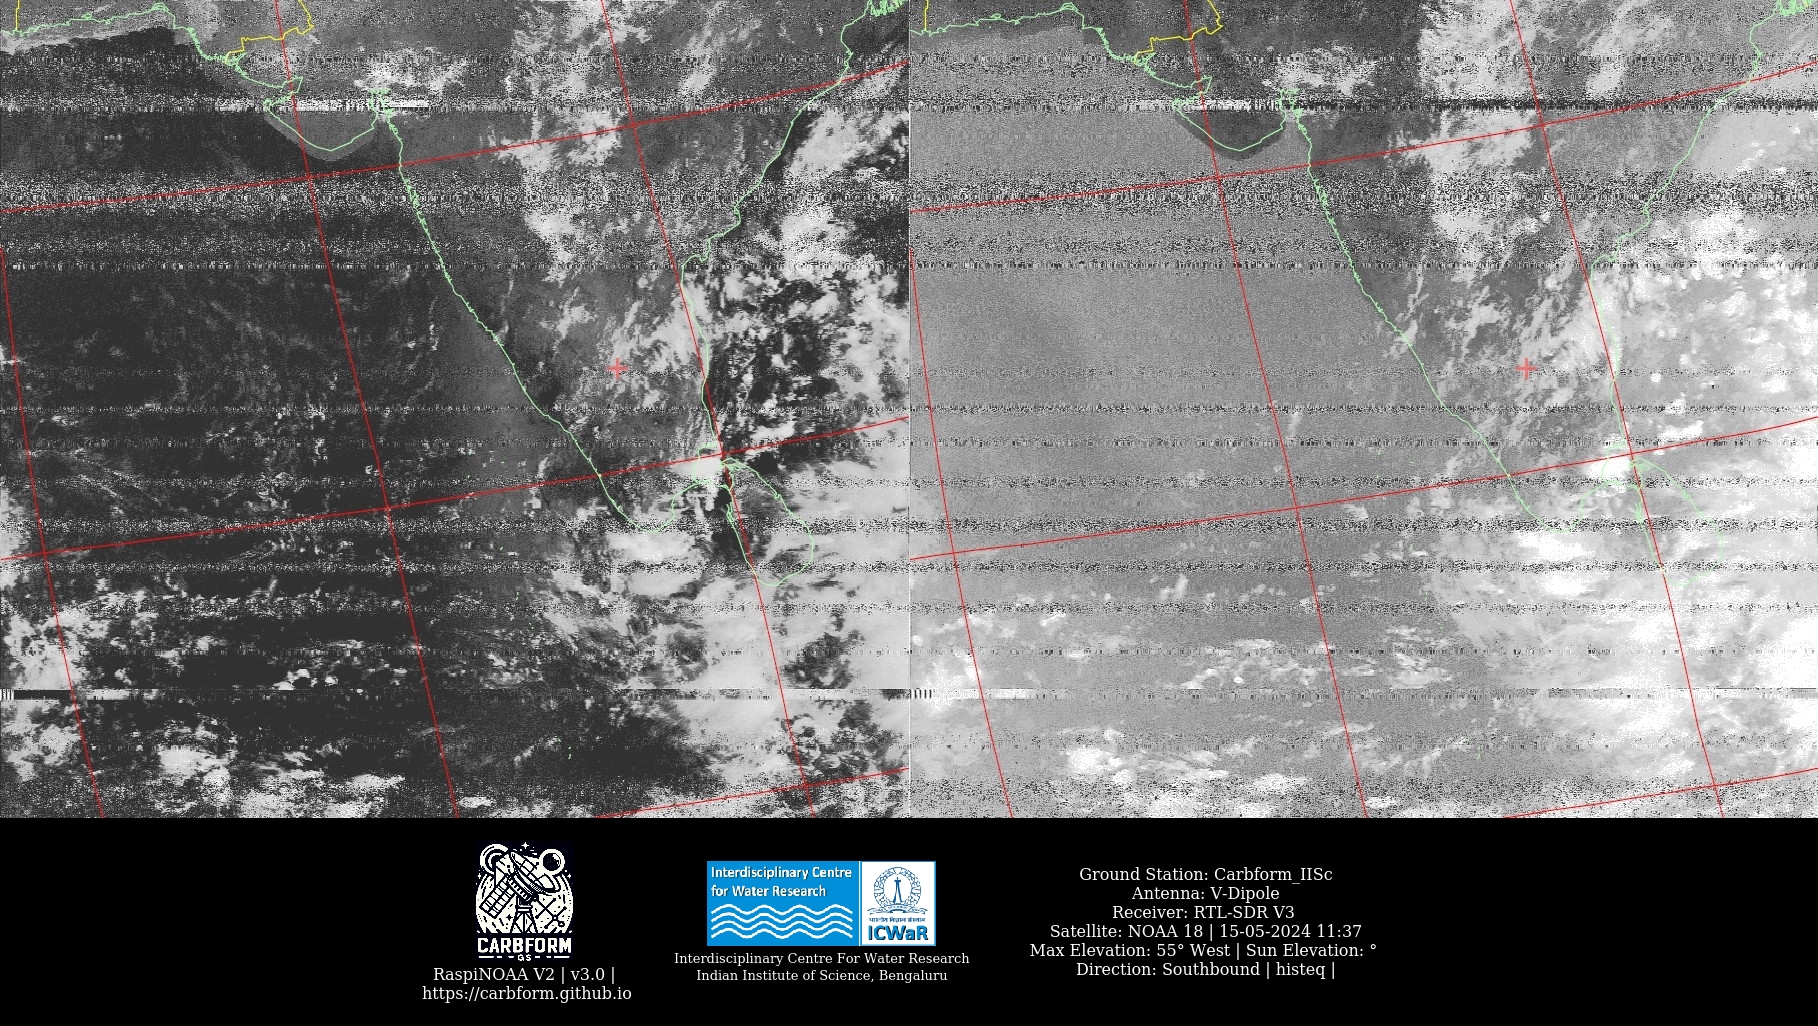 CARBFORM
GS
RaspiNOAA V2 | v3.0 |
https://carbform.github.io
Interdisciplinary Centre
for Water Research
ICWaR
Interdisciplinary Centre For Water Research
Indian Institute of Science, Bengaluru
Ground Station: Carbform_IISc
Antenna: V-Dipole
Receiver: RTL-SDR V3
Satellite: NOAA 18 | 15-05-2024 11:37
Max Elevation: 55° West | Sun Elevation: °
Direction: Southbound | histeq |